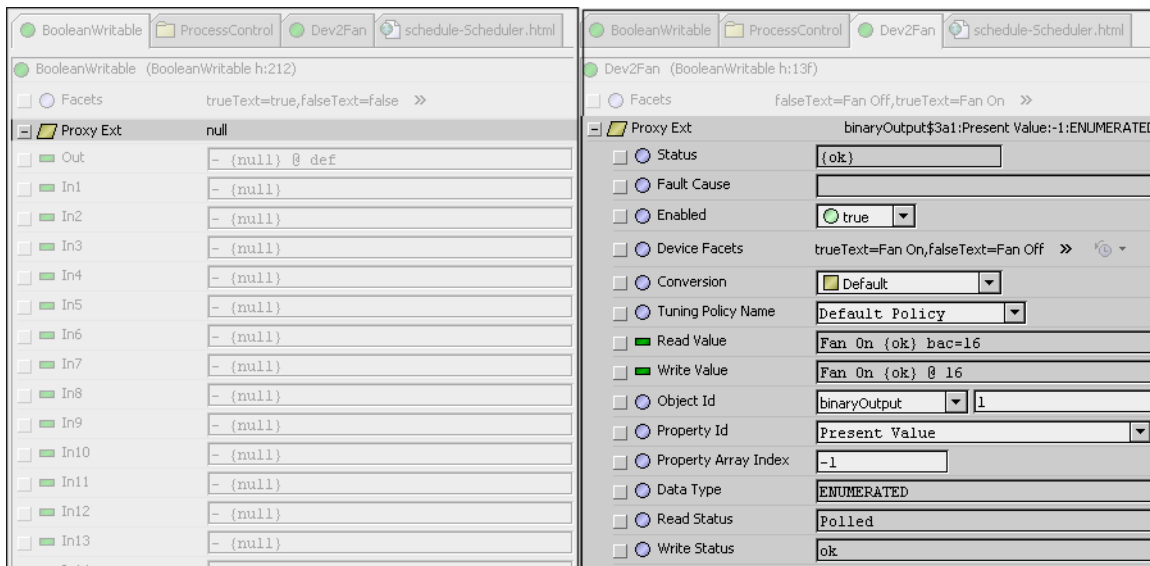 BooleanWritable ProcessControl Dev2Fan schedule-Scheduler.html
BooleanWritable (BooleanWritable h:212)
Facets trueText=true,falseText=false »
Proxy Ext null
Out - {null} @ def
In1 - {null}
In2 - {null}
In3 - {null}
In4 - {null}
In5 - {null}
In6 - {null}
In7 - {null}
In8 - {null}
In9 - {null}
In10 - {null}
In11 - {null}
In12 - {null}
In13 - {null}
BooleanWritable ProcessControl Dev2Fan schedule-Scheduler.html
Dev2Fan (BooleanWritable h:13f)
Facets falseText=Fan Off,trueText=Fan On »
Proxy Ext binaryOutput$3a1:Present Value:-1:ENUMERATED
Status {ok}
Fault Cause
Enabled true
Device Facets trueText=Fan On,falseText=Fan Off »
Conversion Default
Tuning Policy Name Default Policy
Read Value Fan On {ok} bac=16
Write Value Fan On {ok} @ 16
Object Id binaryOutput 1
Property Id Present Value
Property Array Index -1
Data Type ENUMERATED
Read Status Polled
Write Status ok